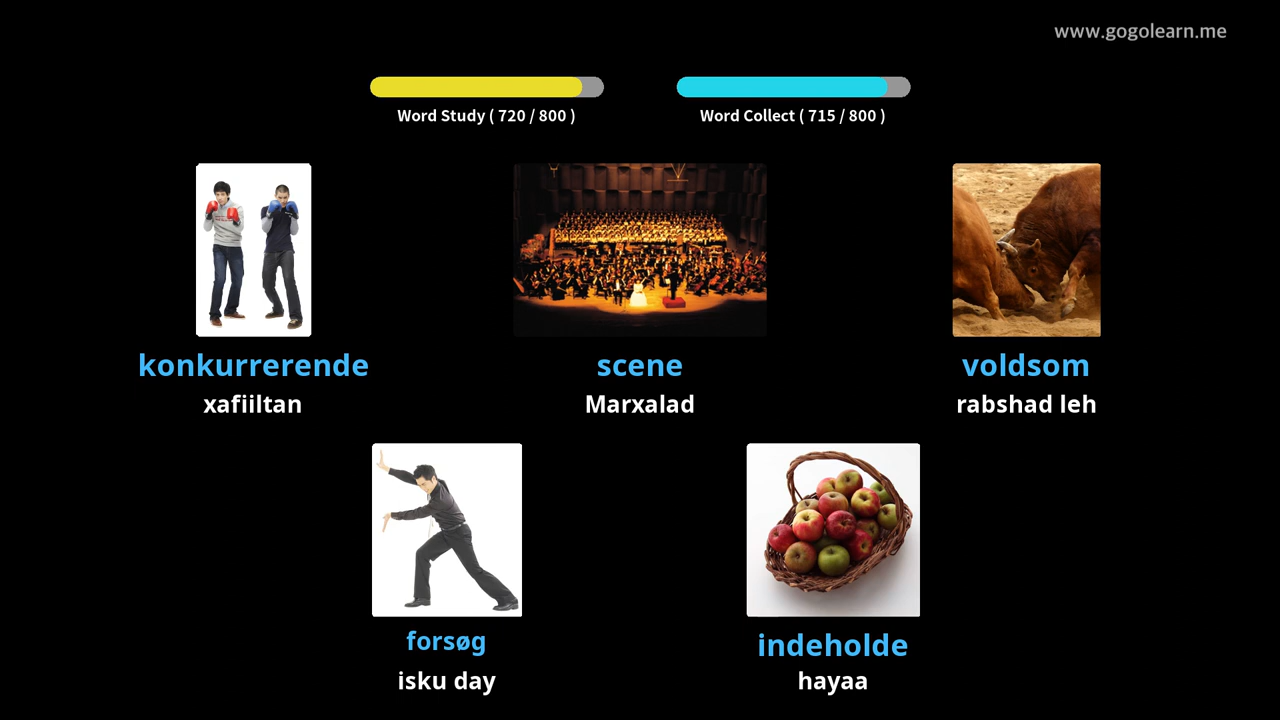 www.gogolearn.me
Word Study ( 720 / 800 )
Word Collect ( 715 / 800 )
konkurrerende
xafiiltan
scene
Marxalad
voldsom
rabshad leh
forsøg
isku day
indeholde
hayaa